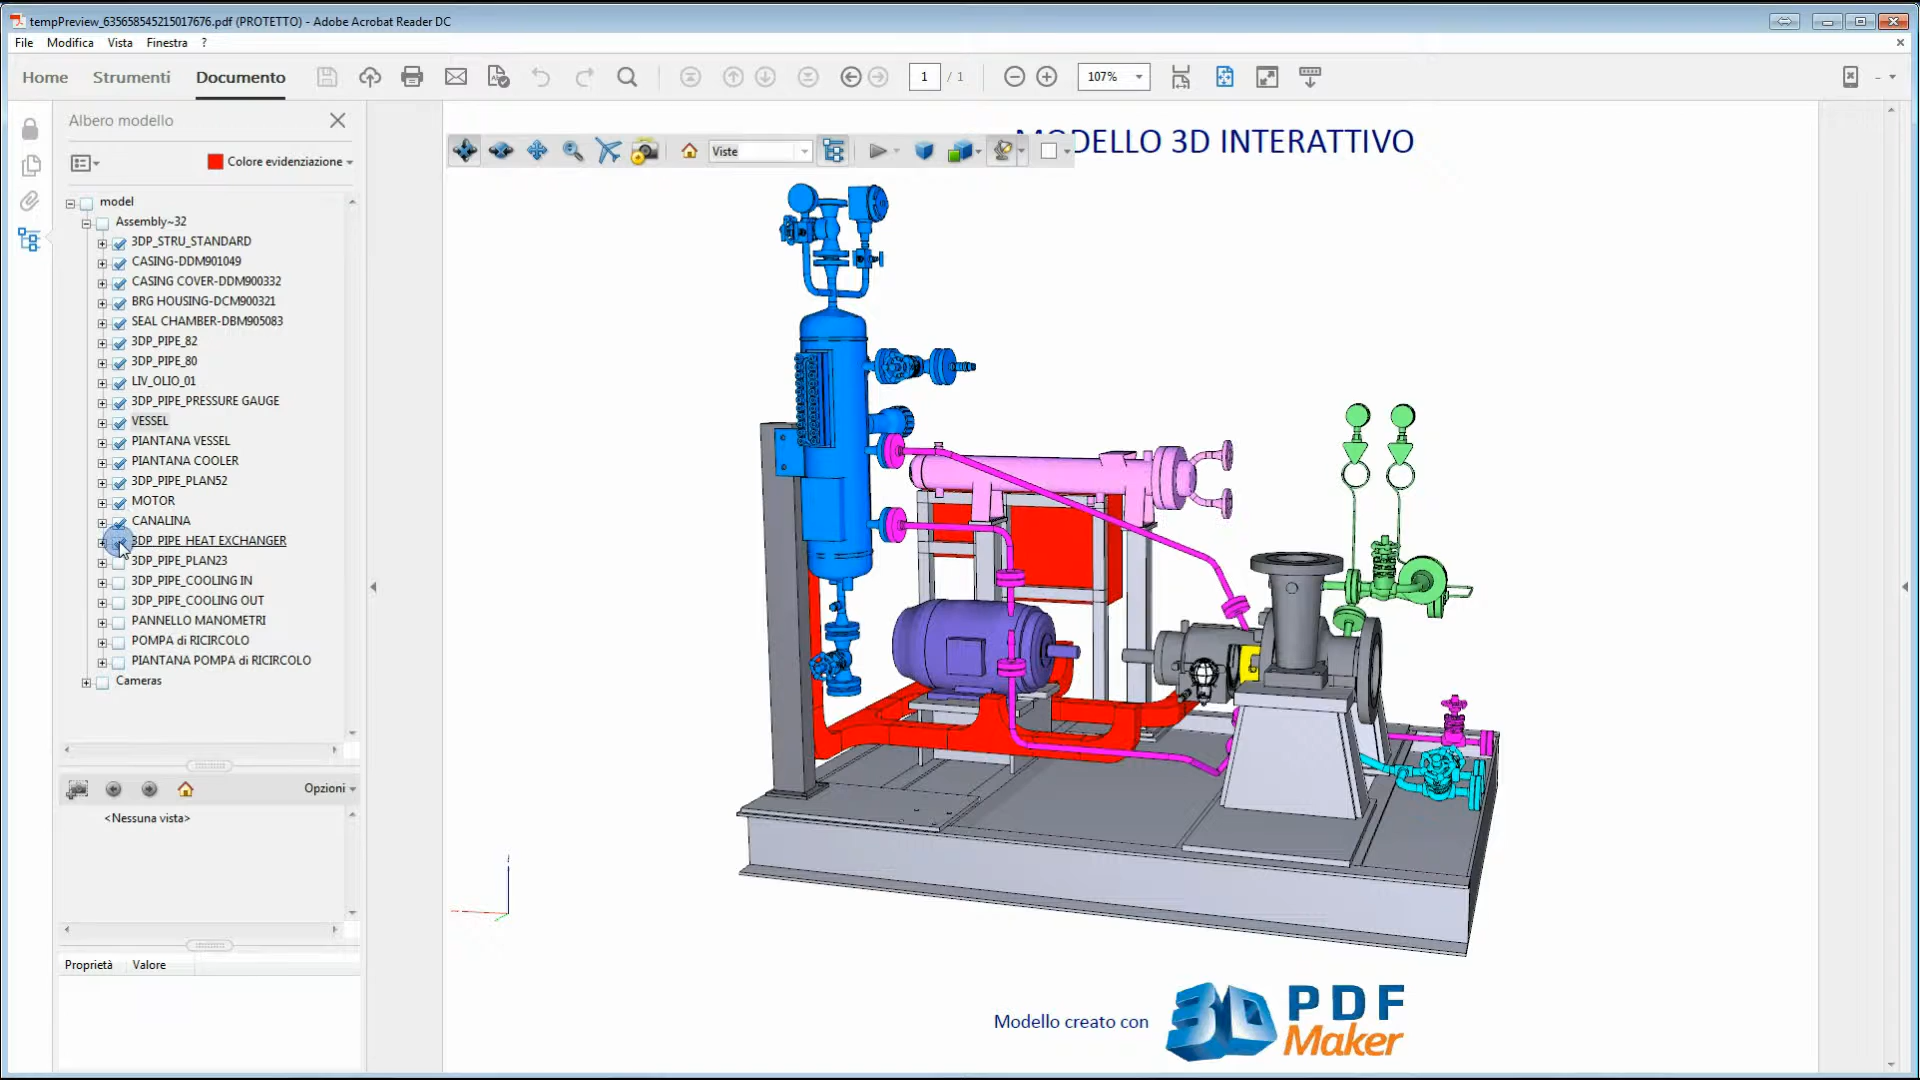 tempPreview_635658545215017676.pdf (PROTETTO) - Adobe Acrobat Reader DC
File Modifica Vista Finestra ?
Home Strumenti Documento 1 / 1 107%
Albero modello
Colore evidenziazione
Viste
MODELLO 3D INTERATTIVO
model
Assembly~32
3DP_STRU_STANDARD
CASING-DDM901049
CASING COVER-DDM900332
BRG HOUSING-DCM900321
SEAL CHAMBER-DBM905083
3DP_PIPE_82
3DP_PIPE_80
LIV_OLIO_01
3DP_PIPE_PRESSURE GAUGE
VESSEL
PIANTANA VESSEL
PIANTANA COOLER
3DP_PIPE_PLAN52
MOTOR
CANALINA
3DP_PIPE_HEAT EXCHANGER
3DP_PIPE_PLAN23
3DP_PIPE_COOLING IN
3DP_PIPE_COOLING OUT
PANNELLO MANOMETRI
POMPA di RICIRCOLO
PIANTANA POMPA di RICIRCOLO
Cameras
Opzioni
<Nessuna vista>
Proprietà Valore
Modello creato con
3D PDF
Maker